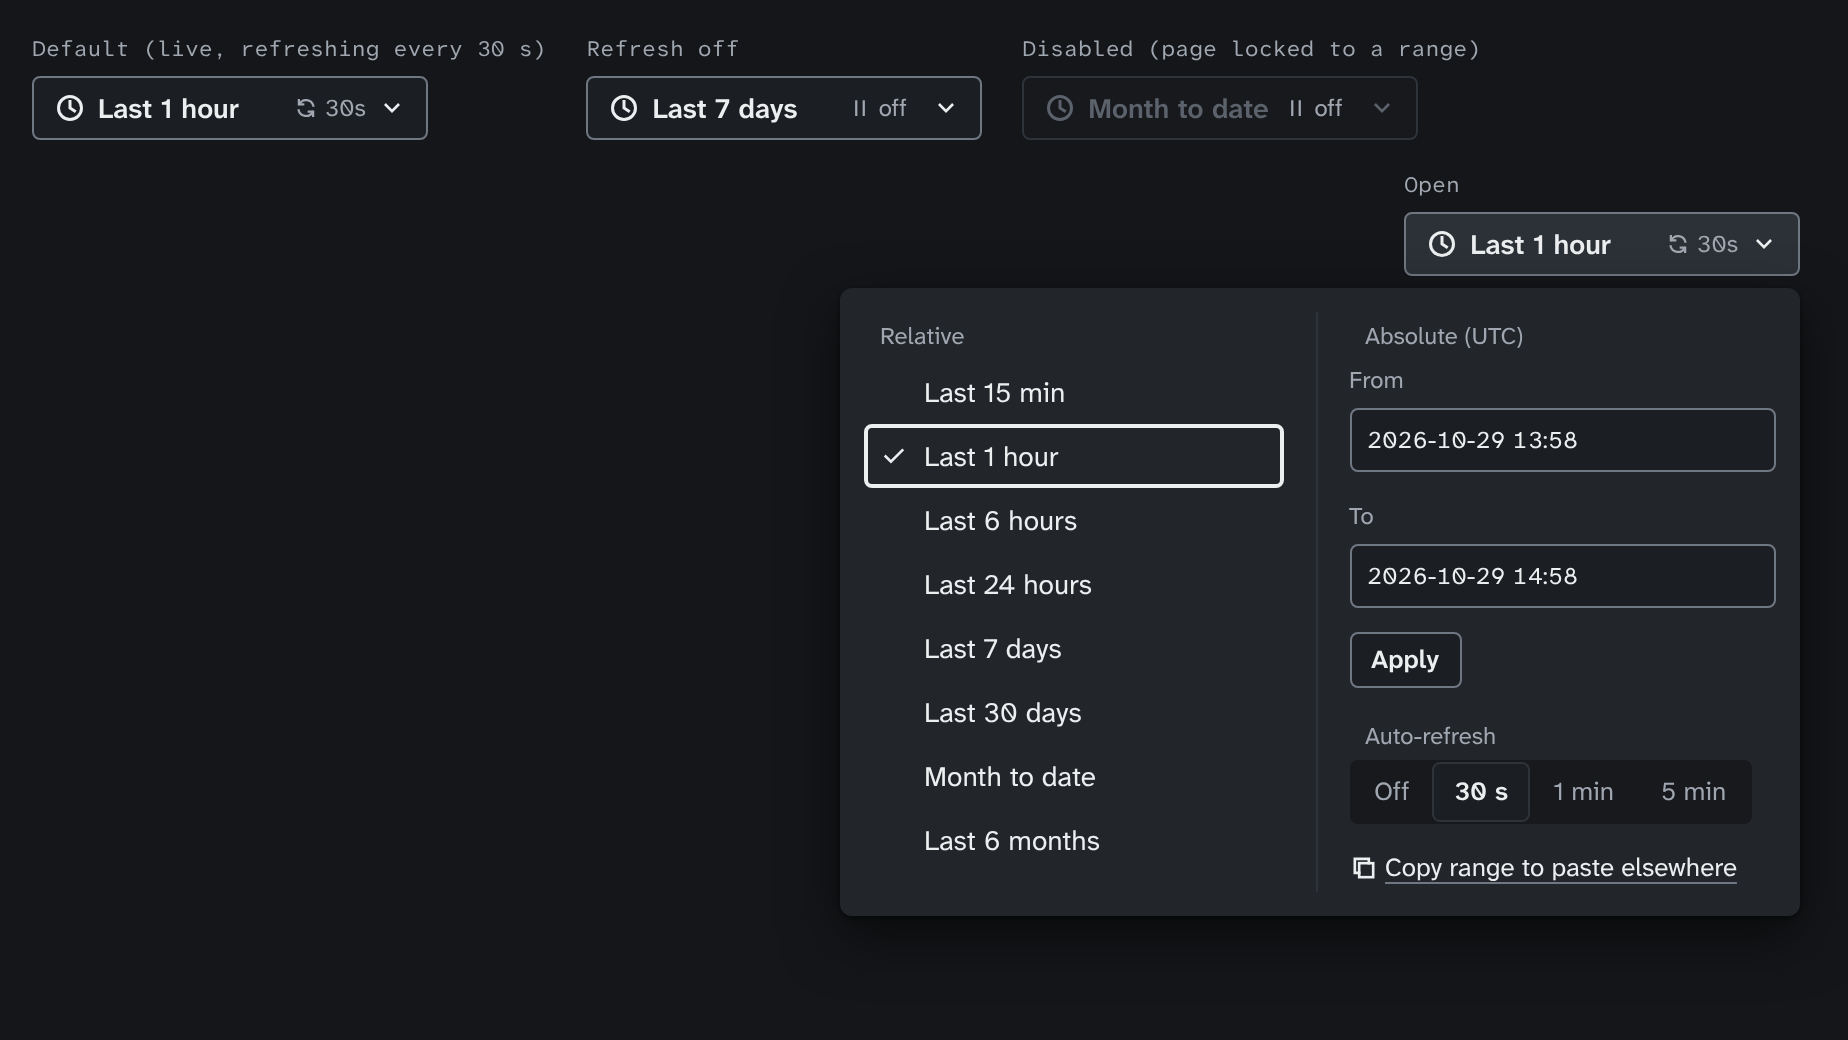 Default (live, refreshing every 30 s)
Last 1 hour 30s
Refresh off
Last 7 days off
Disabled (page locked to a range)
Month to date off
Open
Last 1 hour 30s
Relative
Last 15 min
Last 1 hour
Last 6 hours
Last 24 hours
Last 7 days
Last 30 days
Month to date
Last 6 months
Absolute (UTC)
From
2026-10-29 13:58
To
2026-10-29 14:58
Apply
Auto-refresh
Off 30 s 1 min 5 min
Copy range to paste elsewhere